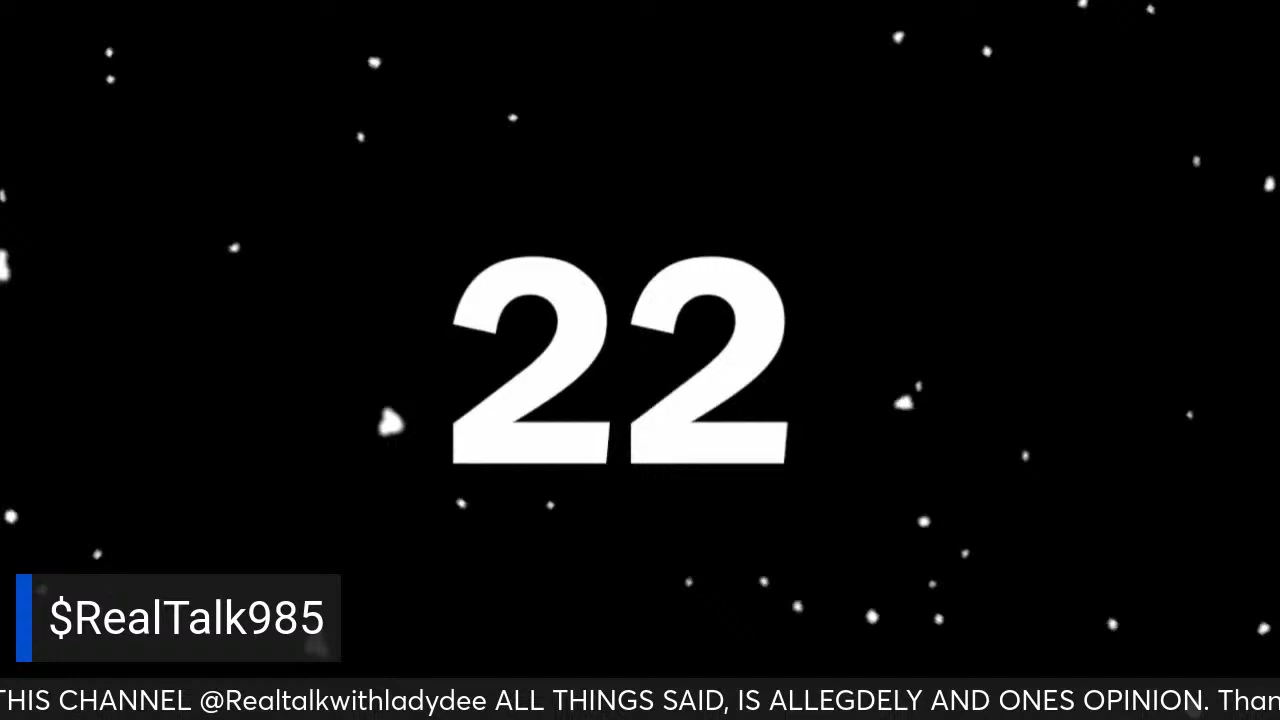 22
$RealTalk985
THIS CHANNEL @Realtalkwithladydee ALL THINGS SAID, IS ALLEGDELY AND ONES OPINION.